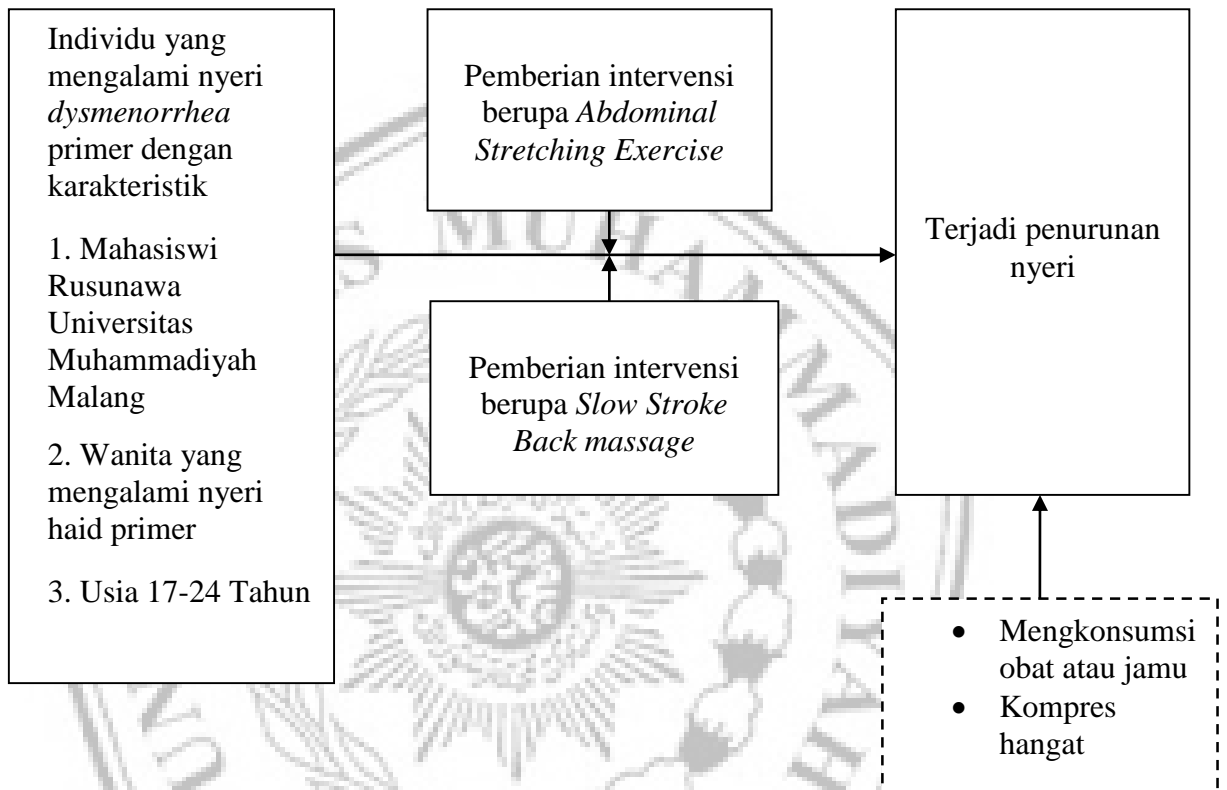 Individu yang
mengalami nyeri
dysmenorrhea
primer dengan
karakteristik
1. Mahasiswi
Rusunawa
Universitas
Muhammadiyah
Malang
2. Wanita yang
mengalami nyeri
haid primer
3. Usia 17-24 Tahun
Pemberian intervensi
berupa Abdominal
Stretching Exercise
Pemberian intervensi
berupa Slow Stroke
Back massage
Terjadi penurunan
nyeri
• Mengkonsumsi
obat atau jamu
• Kompres
hangat
S MUHAMMADIYAH
UN